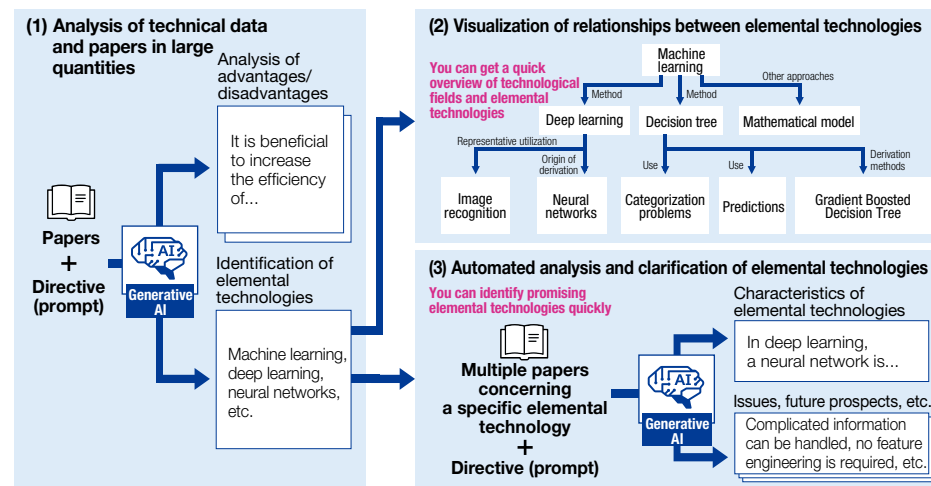 (1) Analysis of technical data
and papers in large
quantities
Analysis of
advantages/
disadvantages
It is beneficial
to increase
the efficiency
of...
Papers
+
Directive
(prompt)
AI
Generative
AI
Identification of
elemental
technologies
Machine learning,
deep learning,
neural networks,
etc.
(2) Visualization of relationships between elemental technologies
You can get a quick
overview of technological
fields and elemental
technologies
Machine
learning
Method
Method
Other approaches
Deep learning
Decision tree
Mathematical model
Representative utilization
Origin of
derivation
Use
Use
Derivation
methods
Image
recognition
Neural
networks
Categorization
problems
Predictions
Gradient Boosted
Decision Tree
(3) Automated analysis and clarification of elemental technologies
You can identify promising
elemental technologies quickly
Multiple papers
concerning
a specific elemental
technology
+
Directive (prompt)
AI
Generative
AI
Characteristics of
elemental technologies
In deep learning,
a neural network is...
Issues, future prospects, etc.
Complicated information
can be handled, no feature
engineering is required, etc.